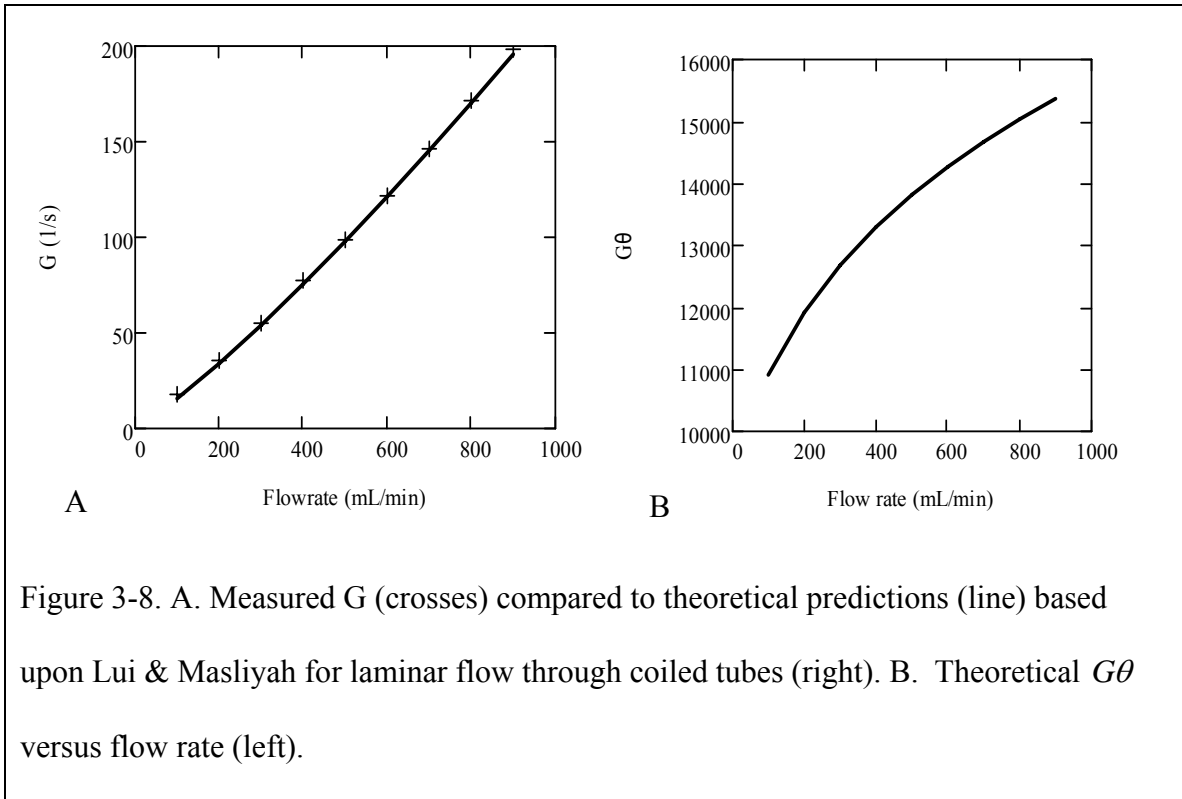 200
150
100
50
0
G (1/s)
0 200 400 600 800 1000
Flowrate (mL/min)
A
16000
15000
14000
13000
12000
11000
10000
Gθ
0 200 400 600 800 1000
Flow rate (mL/min)
B
Figure 3-8. A. Measured G (crosses) compared to theoretical predictions (line) based
upon Lui & Masliyah for laminar flow through coiled tubes (right). B. Theoretical Gθ
versus flow rate (left).